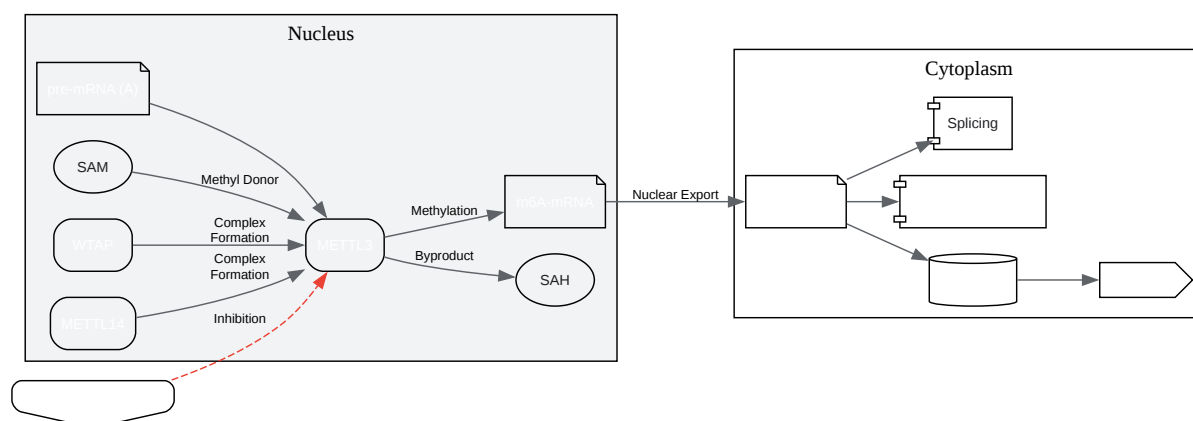 Nucleus
pre-mRNA (A)
SAM
Methyl Donor
WTAP
Complex
Formation
METTL14
Complex
Formation
Inhibition
METTL3
Methylation
m6A-mRNA
Byproduct
SAH
Nuclear Export
Cytoplasm
Splicing